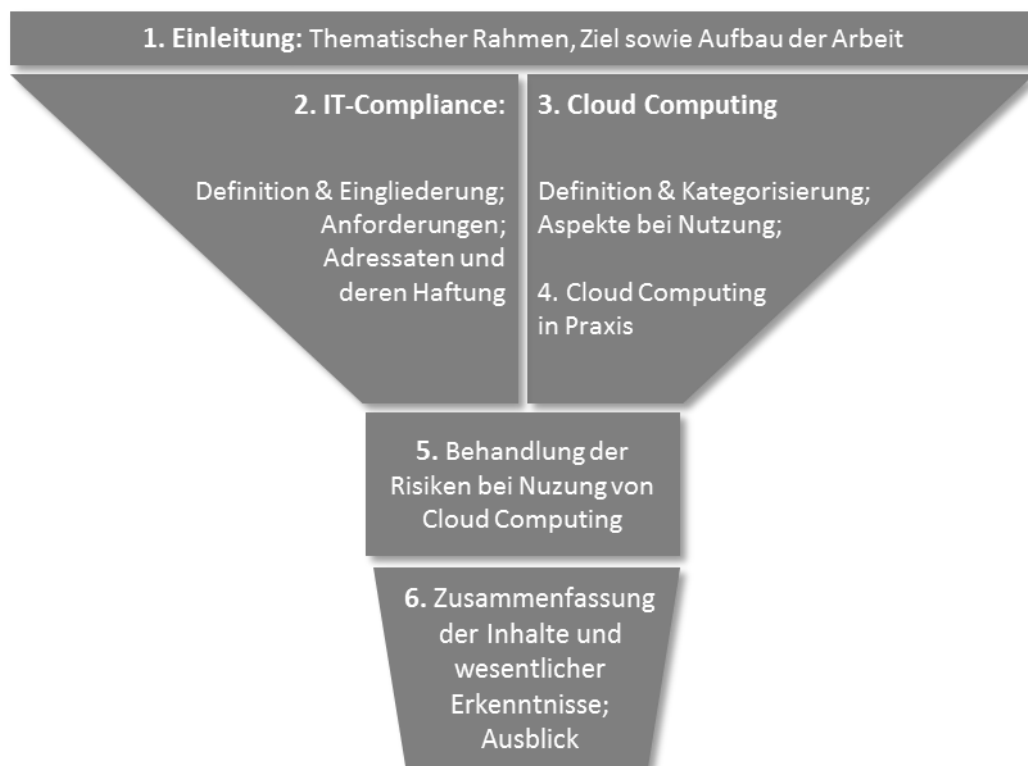 1. Einleitung: Thematischer Rahmen, Ziel sowie Aufbau der Arbeit
2. IT-Compliance:
Definition & Eingliederung;
Anforderungen;
Adressaten und
deren Haftung
3. Cloud Computing
Definition & Kategorisierung;
Aspekte bei Nutzung;
4. Cloud Computing
in Praxis
5. Behandlung der
Risiken bei Nuzung von
Cloud Computing
6. Zusammenfassung
der Inhalte und
wesentlicher
Erkenntnisse;
Ausblick